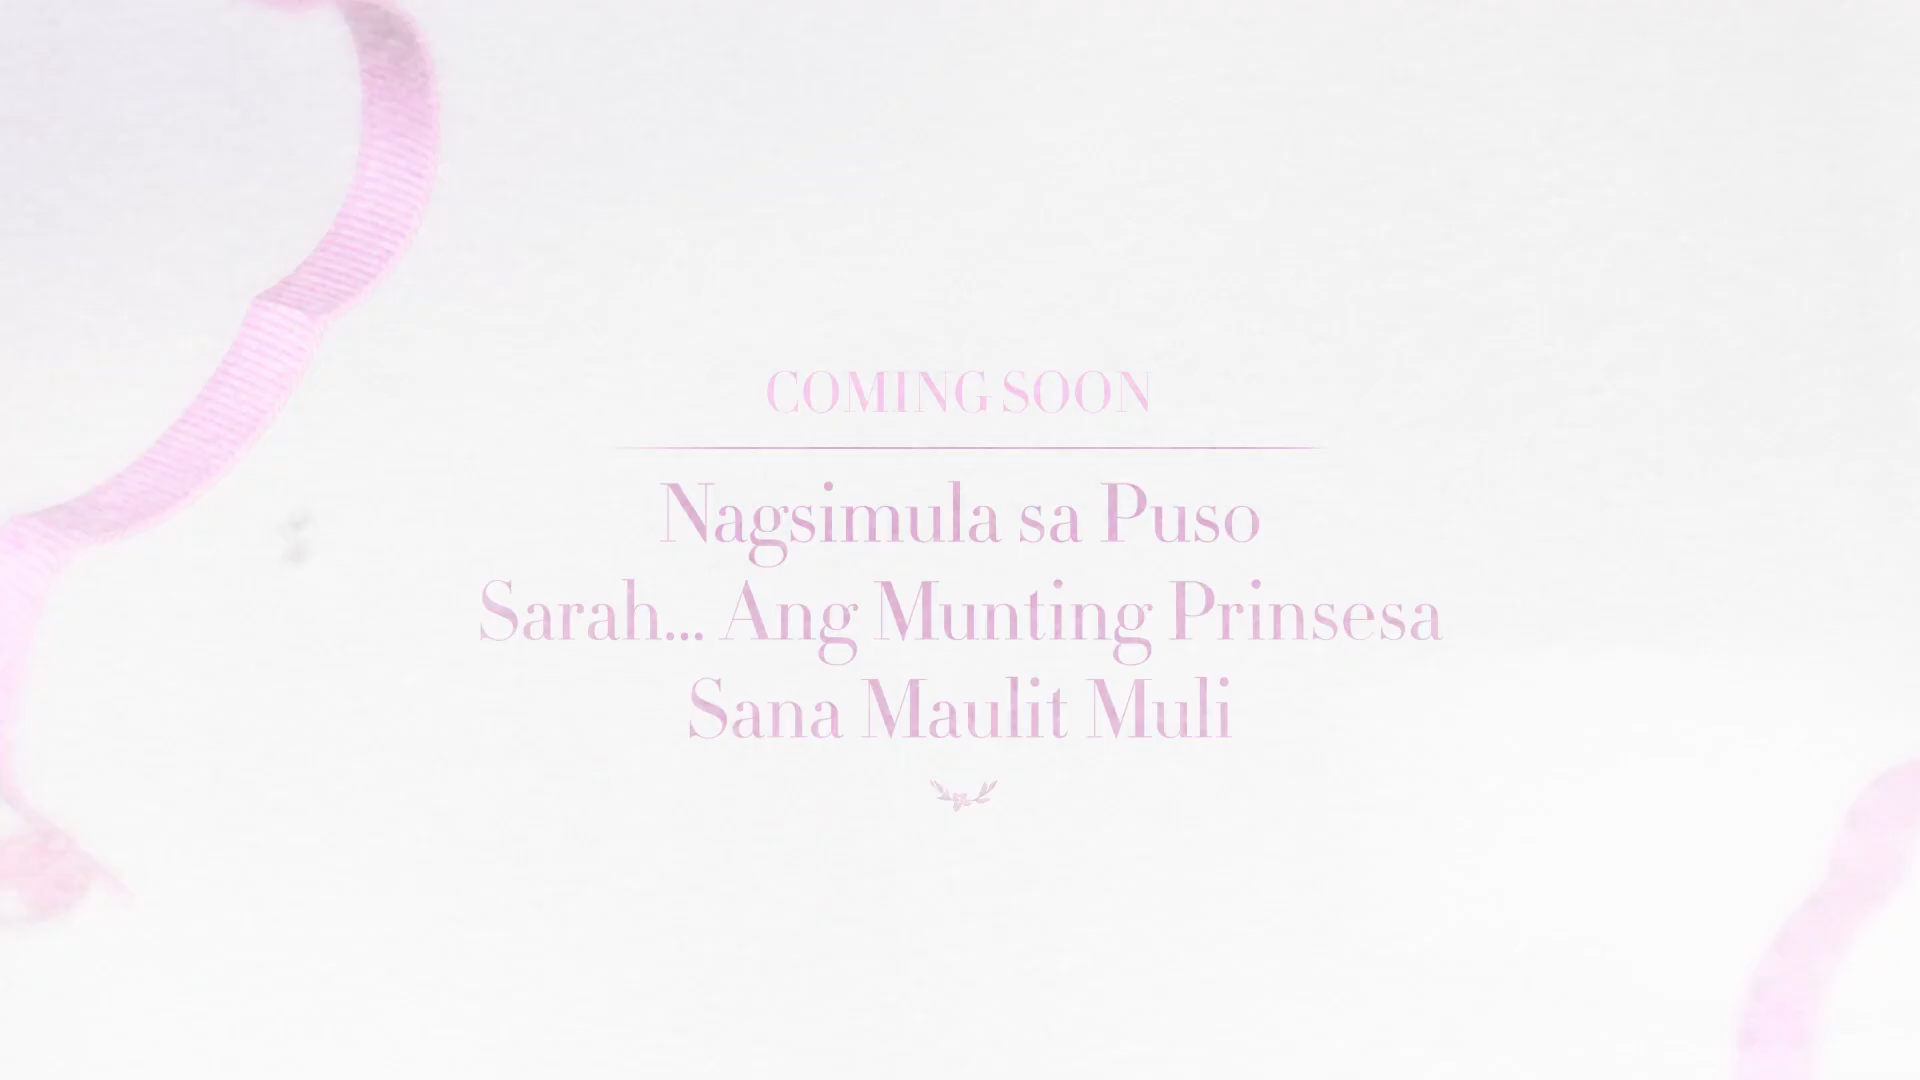 COMING SOON
Nagsimula sa Puso
Sarah... Ang Munting Prinsesa
Sana Maulit Muli